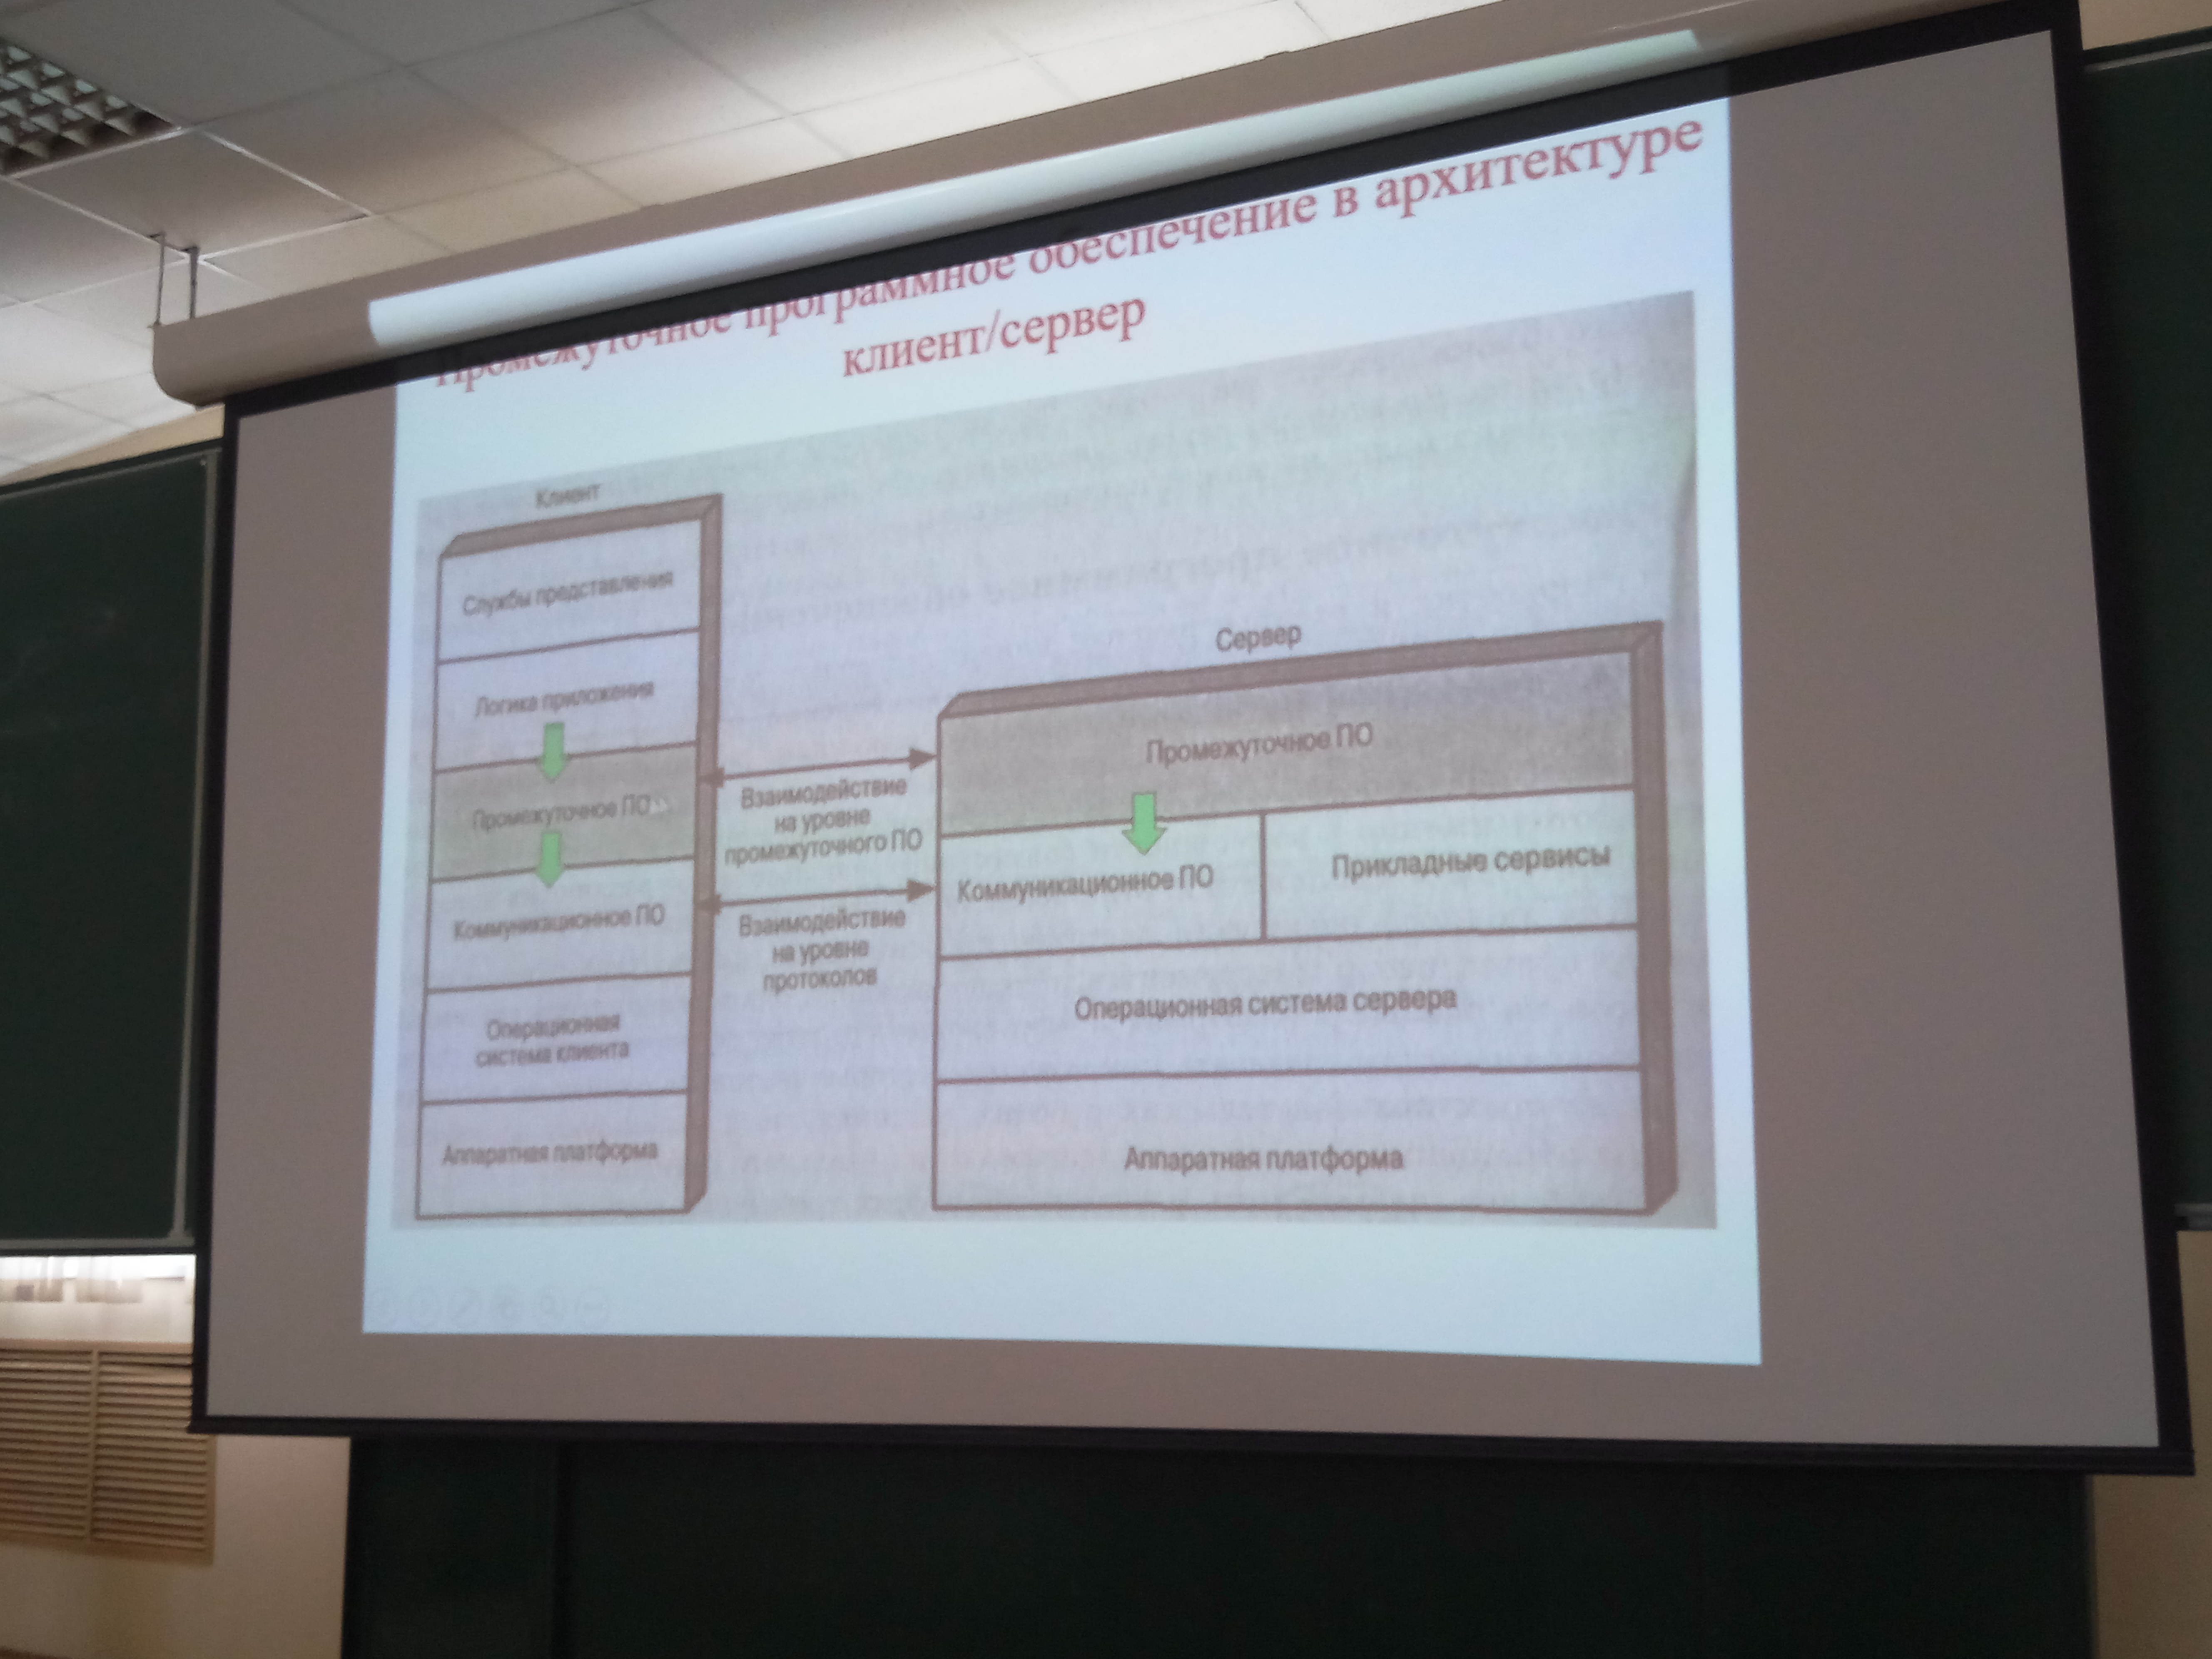 Промежуточное программное обеспечение в архитектуре
клиент/сервер
Клиент
Службы представления
Логика приложения
Промежуточное ПО
Коммуникационное ПО
Операционная
система клиента
Аппаратная платформа
Взаимодействие
на уровне
промежуточного ПО
Взаимодействие
на уровне
протоколов
Сервер
Промежуточное ПО
Коммуникационное ПО
Прикладные сервисы
Операционная система сервера
Аппаратная платформа